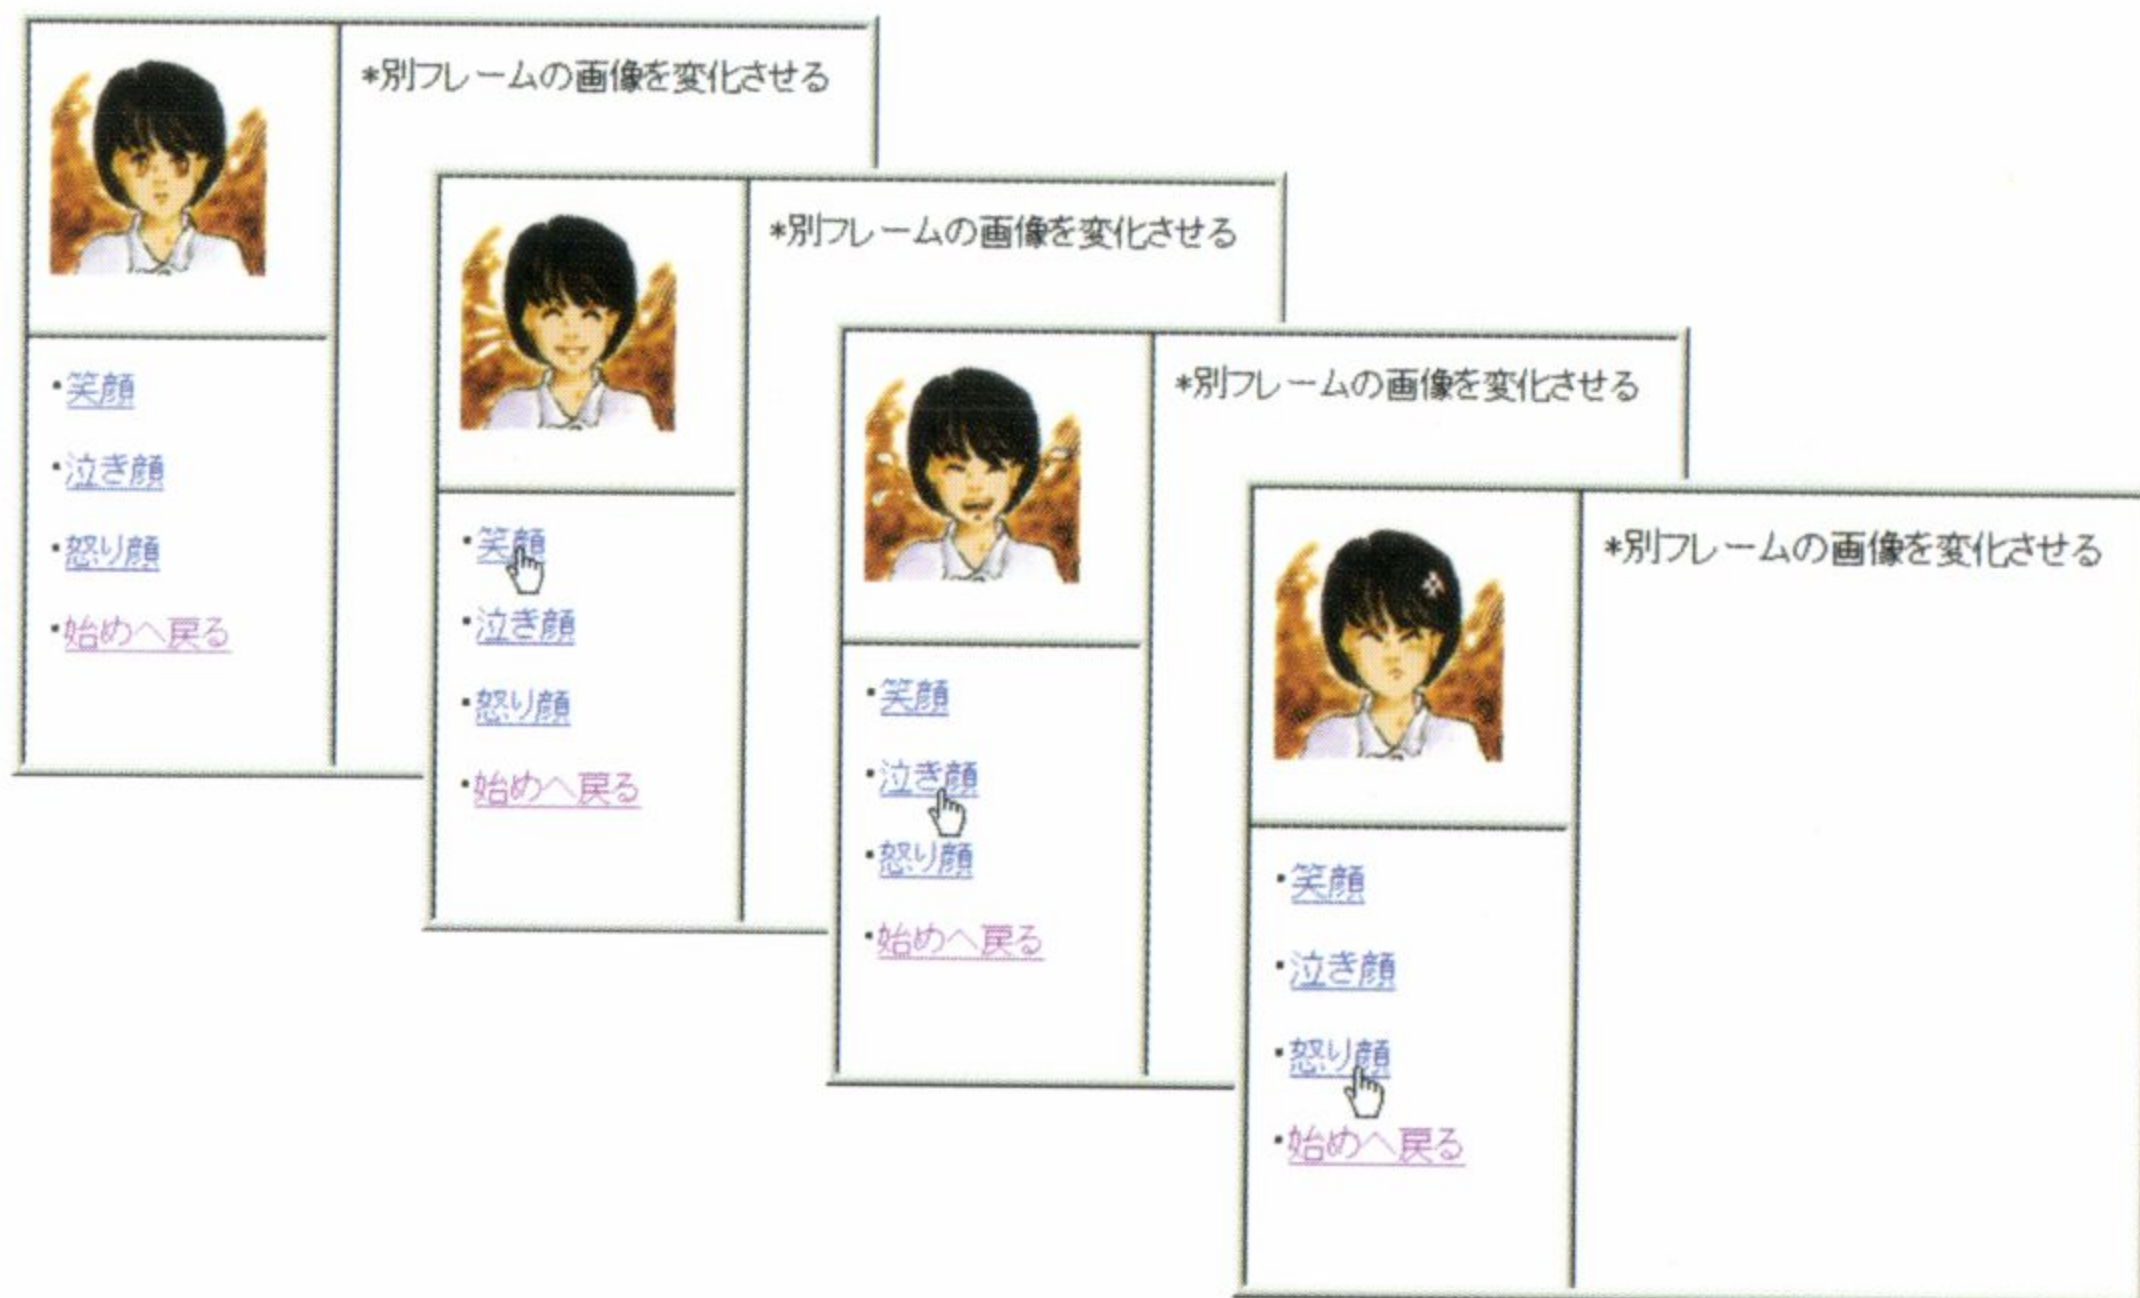 *別フレームの画像を変化させる
・笑顔
・泣き顔
・怒り顔
・始めへ戻る
*別フレームの画像を変化させる
・笑顔
・泣き顔
・怒り顔
・始めへ戻る
*別フレームの画像を変化させる
・笑顔
・泣き顔
・怒り顔
・始めへ戻る
*別フレームの画像を変化させる
・笑顔
・泣き顔
・怒り顔
・始めへ戻る